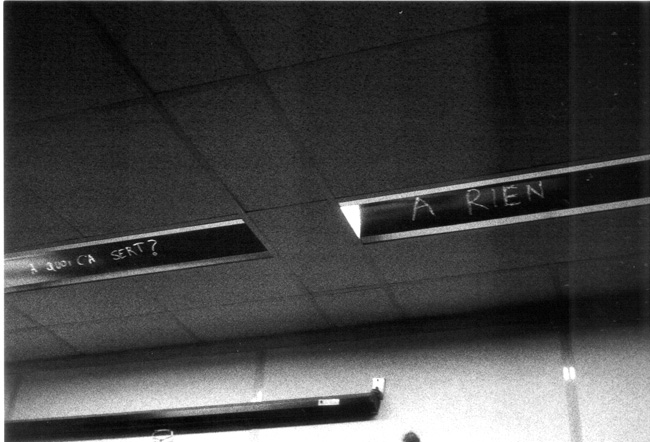 À QUOI ÇA SERT?
A RIEN